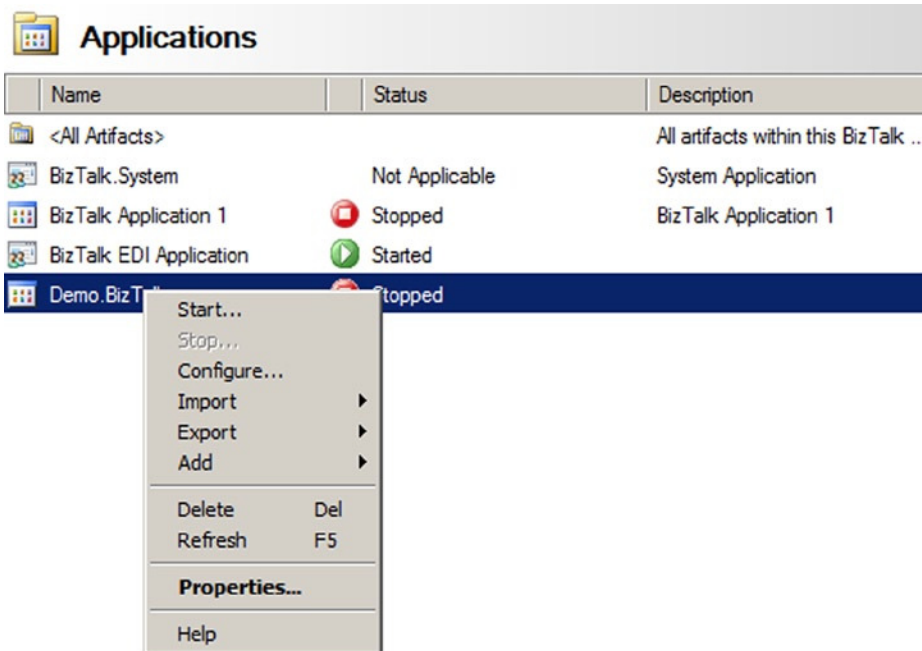 Applications
Name Status Description
<All Artifacts> All artifacts within this BizTalk ...
BizTalk.System Not Applicable System Application
BizTalk Application 1 Stopped BizTalk Application 1
BizTalk EDI Application Started
Demo.BizT Stopped
Start...
Stop...
Configure...
Import
Export
Add
Delete Del
Refresh F5
Properties...
Help